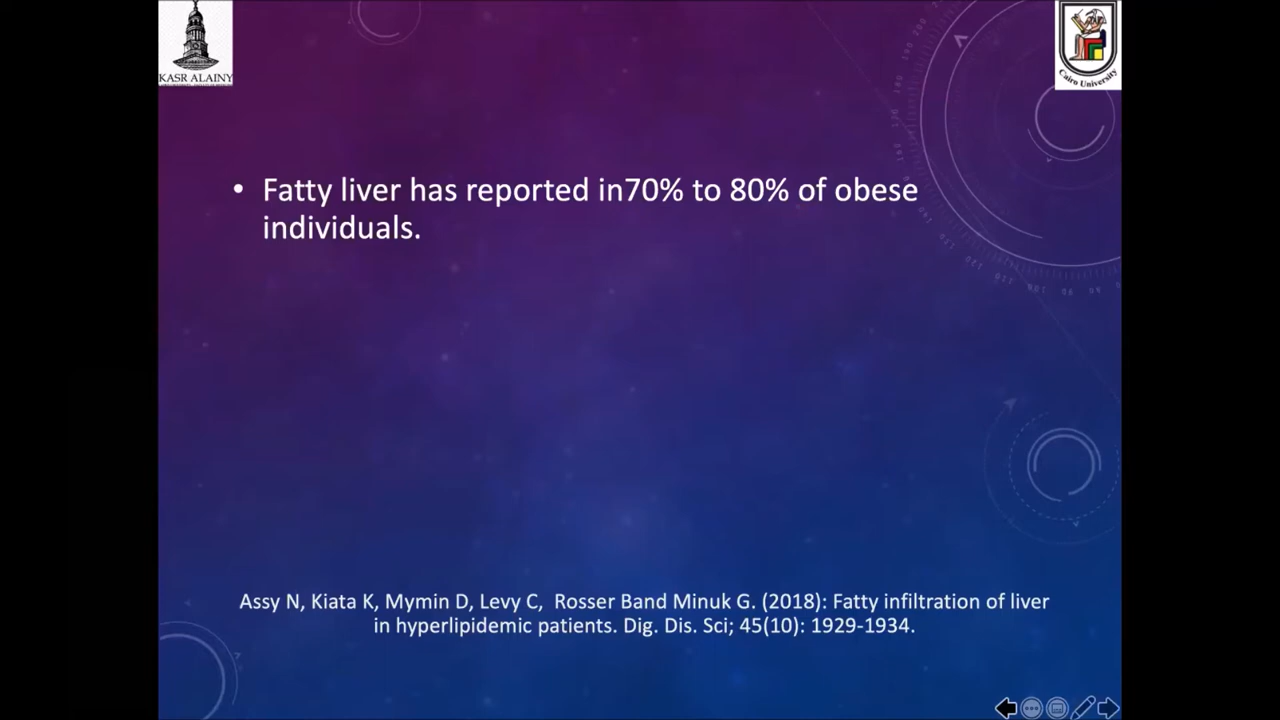 KASR ALAINY
Cairo University
• Fatty liver has reported in70% to 80% of obese
individuals.
Assy N, Kiata K, Mymin D, Levy C,  Rosser Band Minuk G. (2018): Fatty infiltration of liver
in hyperlipidemic patients. Dig. Dis. Sci; 45(10): 1929-1934.